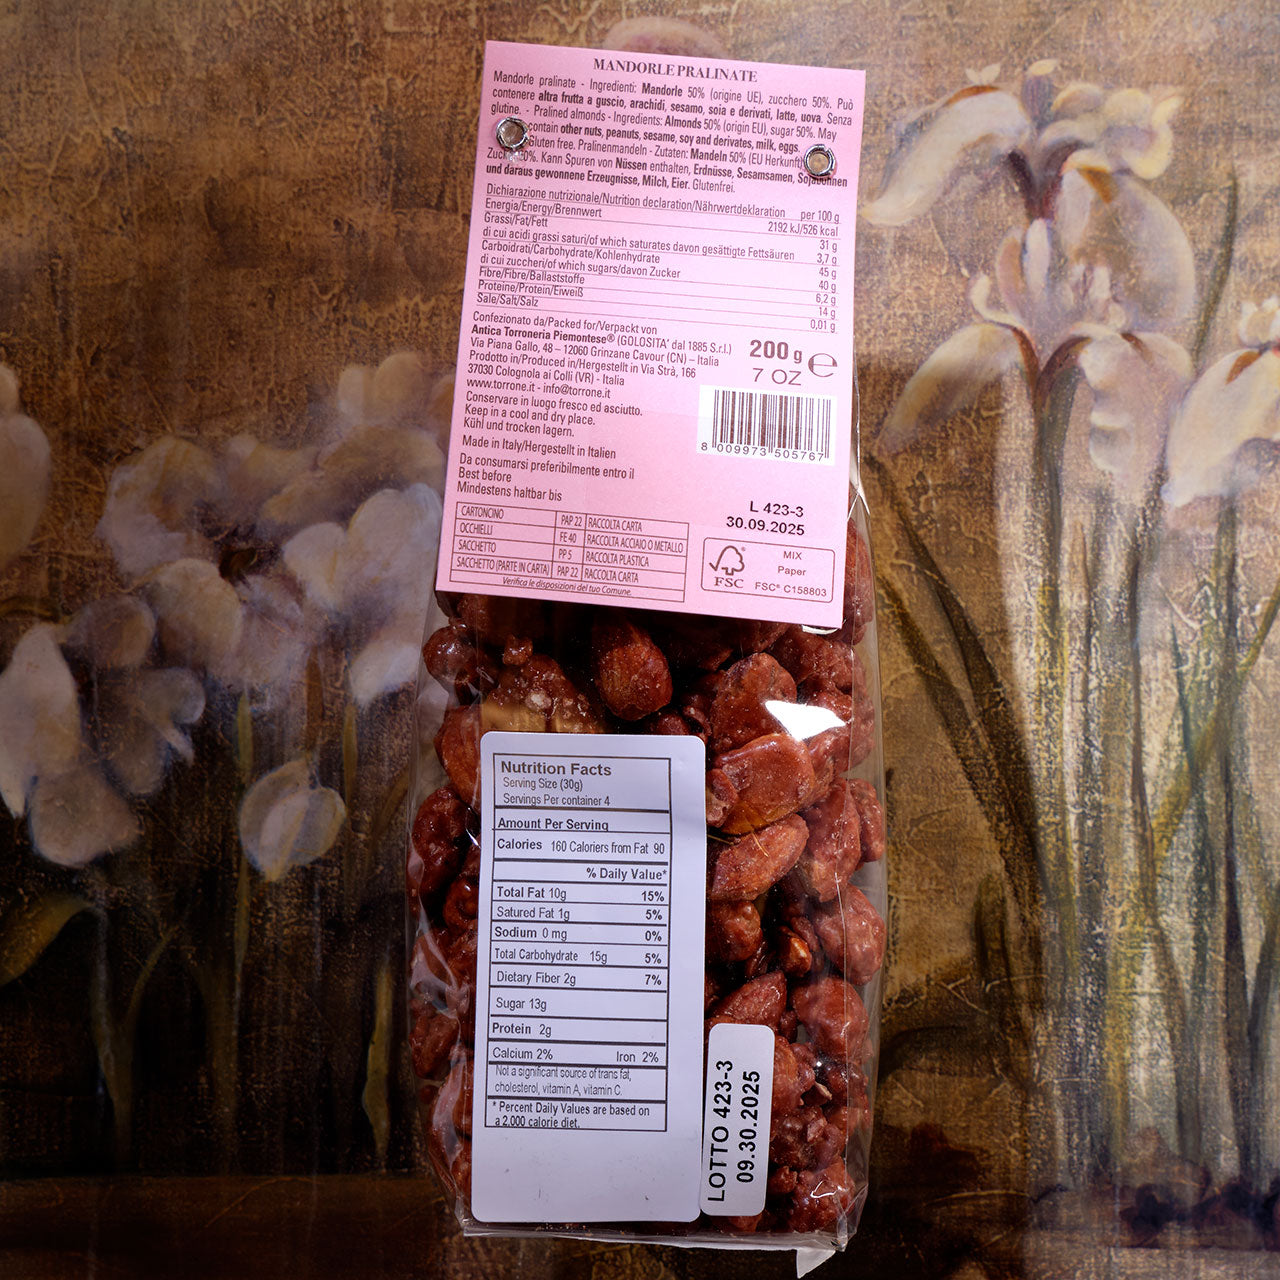 MANDORLE PRALINATE
Mandorle pralinate - Ingredienti: Mandorle 50% (origine UE), zucchero 50%. Può
contenere altra frutta a guscio, arachidi, sesamo, soia e derivati, latte, uova. Senza
glutine. - Pralined almonds - Ingredients: Almonds 50% (origin EU), sugar 50%. May
contain other nuts, peanuts, sesame, soy and derivates, milk, eggs.
Gluten free. Pralinenmandeln - Zutaten: Mandeln 50% (EU Herkunft)
50%. Kann Spuren von Nüssen enthalten, Erdnüsse, Sesamsamen, Sojabohnen
und daraus gewonnene Erzeugnisse, Milch, Eier. Glutenfrei.
Dichiarazione nutrizionale/Nutrition declaration/Nährwertdeklaration per 100 g
Energia/Energy/Brennwert 2192 kJ/526 kcal
Grassi/Fat/Fett 31 g
di cui acidi grassi saturi/of which saturates davon gesättigte Fettsäuren 3,7 g
Carboidrati/Carbohydrate/Kohlenhydrate 45 g
di cui zuccheri/of which sugars/davon Zucker 40 g
Fibre/Fibre/Ballaststoffe 6,2 g
Proteine/Protein/Eiweiß 14 g
Sale/Salt/Salz 0,01 g
Confezionato da/Packed for/Verpackt von
Antica Torroneria Piemontese® (GOLOSITA' dal 1885 S.r.l.)
Via Piana Gallo, 48 – 12060 Grinzane Cavour (CN) – Italia
Prodotto in/Produced in/Hergestellt in Via Strà, 166
37030 Colognola ai Colli (VR) - Italia
www.torrone.it - info@torrone.it
Conservare in luogo fresco ed asciutto.
Keep in a cool and dry place.
Kühl und trocken lagern.
Made in Italy/Hergestellt in Italien
Da consumarsi preferibilmente entro il
Best before
Mindestens haltbar bis
200 g e
7 OZ
8 009973 505767
L 423-3
30.09.2025
CARTONCINO PAP 22 RACCOLTA CARTA
OCCHIELLI FE 40 RACCOLTA ACCIAIO O METALLO
SACCHETTO PP 5 RACCOLTA PLASTICA
SACCHETTO (PARTE IN CARTA) PAP 22 RACCOLTA CARTA
Verifica le disposizioni del tuo Comune.
FSC
MIX
Paper
FSC® C158803
Nutrition Facts
Serving Size (30g)
Servings Per container 4
Amount Per Serving
Calories 160 Caloriers from Fat 90
% Daily Value*
Total Fat 10g 15%
Satured Fat 1g 5%
Sodium 0 mg 0%
Total Carbohydrate 15g 5%
Dietary Fiber 2g 7%
Sugar 13g
Protein 2g
Calcium 2% Iron 2%
Not a significant source of trans fat,
cholesterol, vitamin A, vitamin C.
* Percent Daily Values are based on
a 2.000 calorie diet.
LOTTO 423-3
09.30.2025